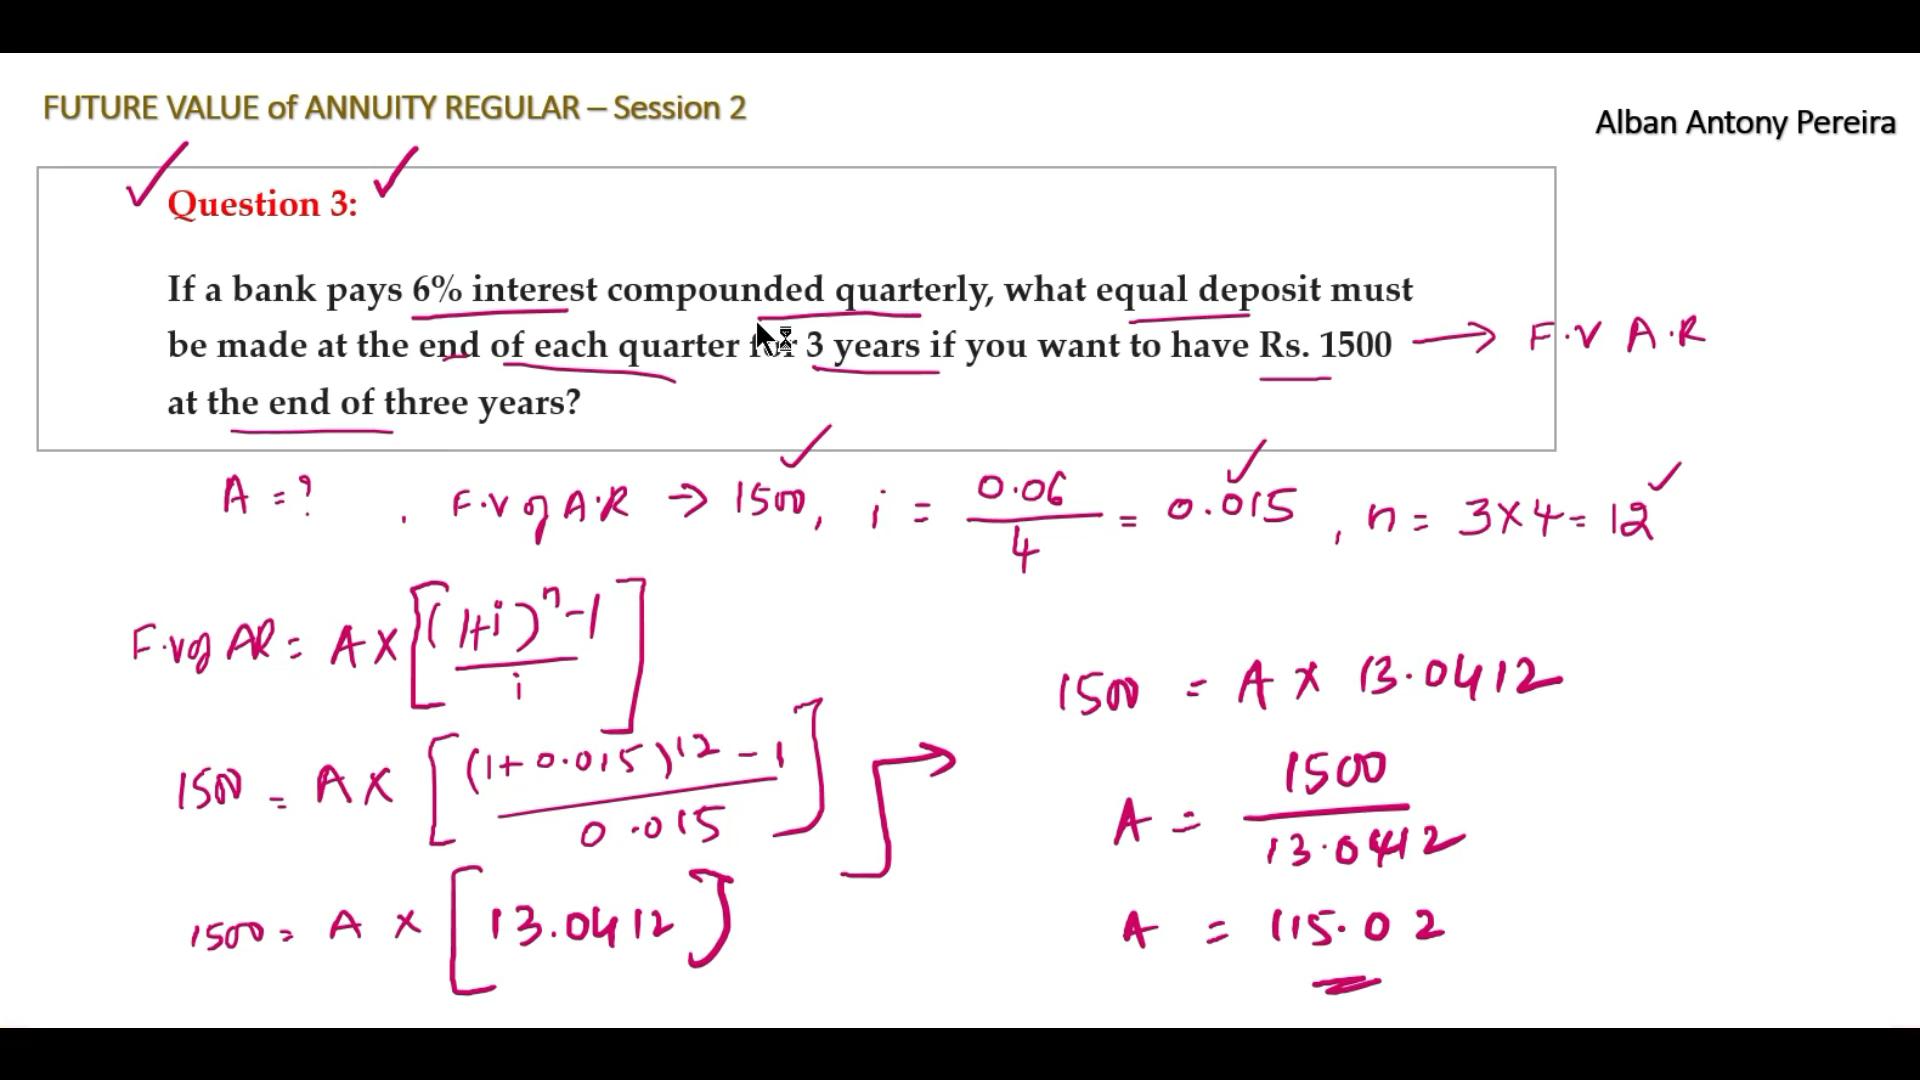 FUTURE VALUE of ANNUITY REGULAR – Session 2
Alban Antony Pereira
Question 3:
If a bank pays 6% interest compounded quarterly, what equal deposit must
be made at the end of each quarter for 3 years if you want to have Rs. 1500 → F.V A.R
at the end of three years?
A = ? , F.V of A.R → 1500, i = 0.06/4 = 0.015, n = 3×4 = 12
F.V of AR = A × [(1+i)^n - 1 / i]
1500 = A × [(1+0.015)^12 - 1 / 0.015]
1500 = A × [13.0412]
1500 = A × 13.0412
A = 1500/13.0412
A = 115.02